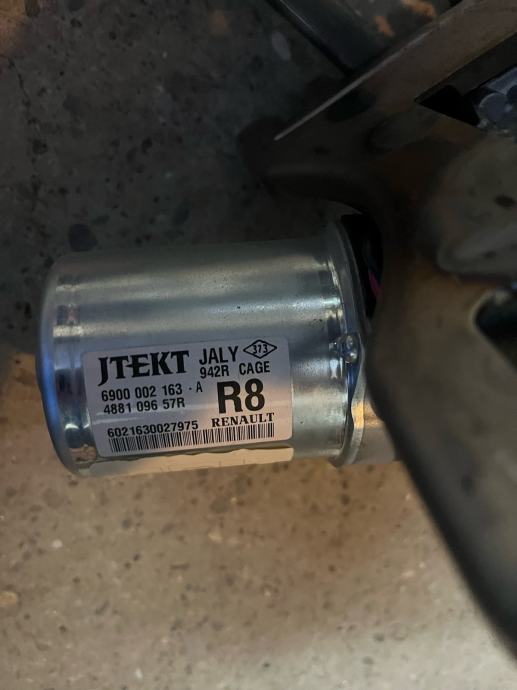 JTEKT JALY 373
942R CAGE
6900 002 163 - A
4881 096 57R R8
6021630027975 RENAULT